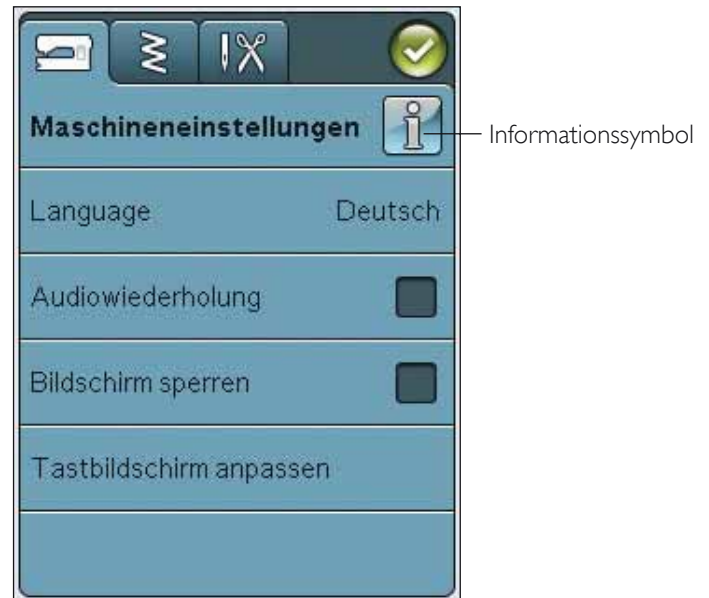 Maschineneinstellungen
Informationssymbol
Language Deutsch
Audiowiederholung
Bildschirm sperren
Tastbildschirm anpassen